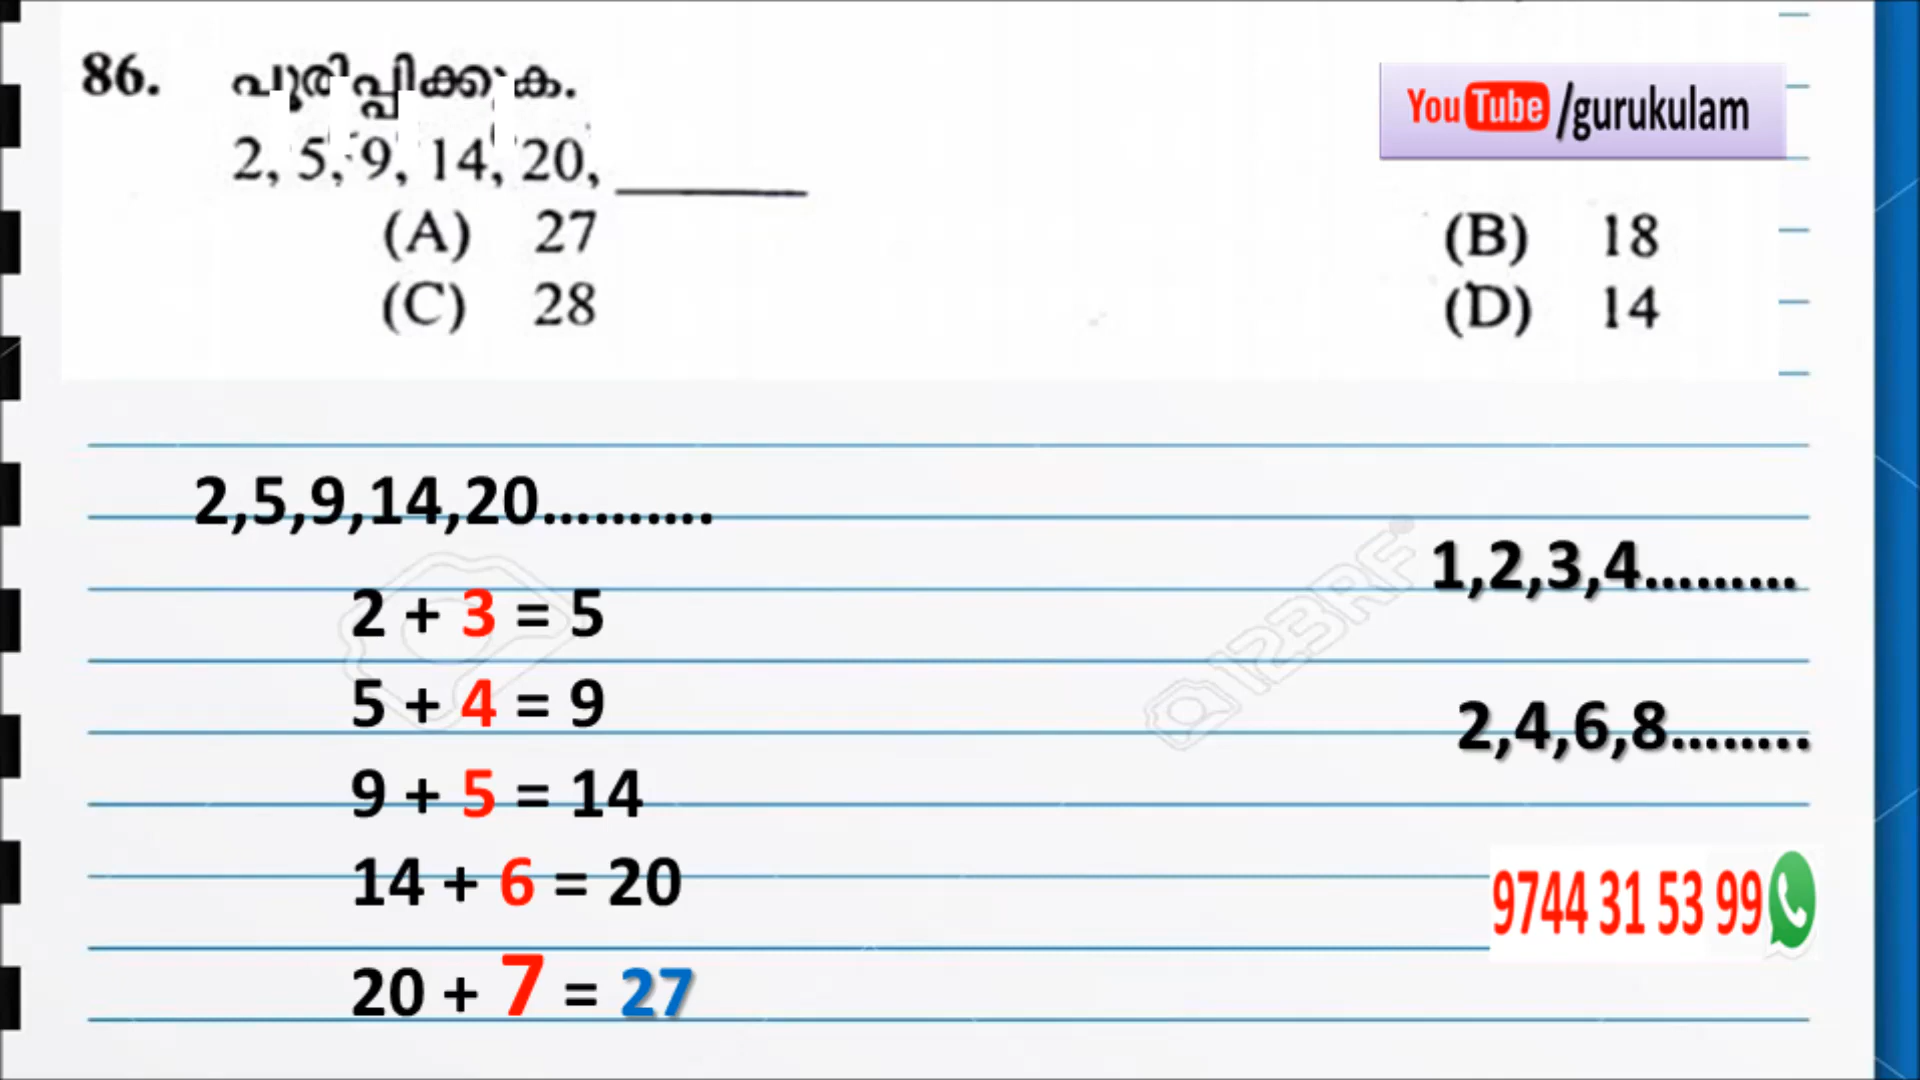 86. പൂരിപ്പിക്കുക.
YouTube/gurukulam
2, 5, 9, 14, 20, ________
(A) 27 (B) 18
(C) 28 (D) 14
2,5,9,14,20..........
1,2,3,4.........
2 + 3 = 5
5 + 4 = 9
2,4,6,8........
9 + 5 = 14
14 + 6 = 20
9744 31 53 99
20 + 7 = 27
123RF